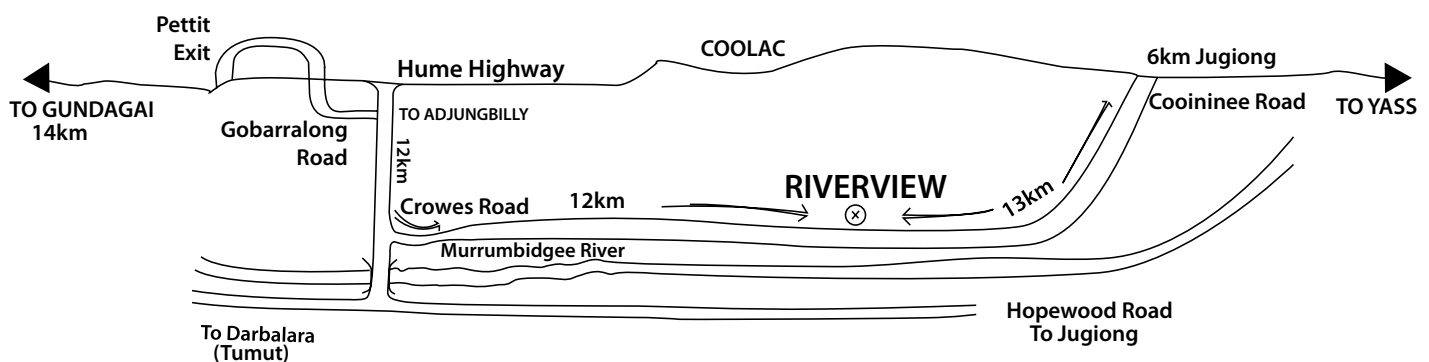 Pettit
Exit
COOLAC
6km Jugiong
Hume Highway
TO GUNDAGAI
14km
TO ADJUNGBILLY
Cooininee Road
TO YASS
Gobarralong
Road
12km
RIVERVIEW
Crowes Road
12km
13km
Murrumbidgee River
Hopewood Road
To Jugiong
To Darbalara
(Tumut)